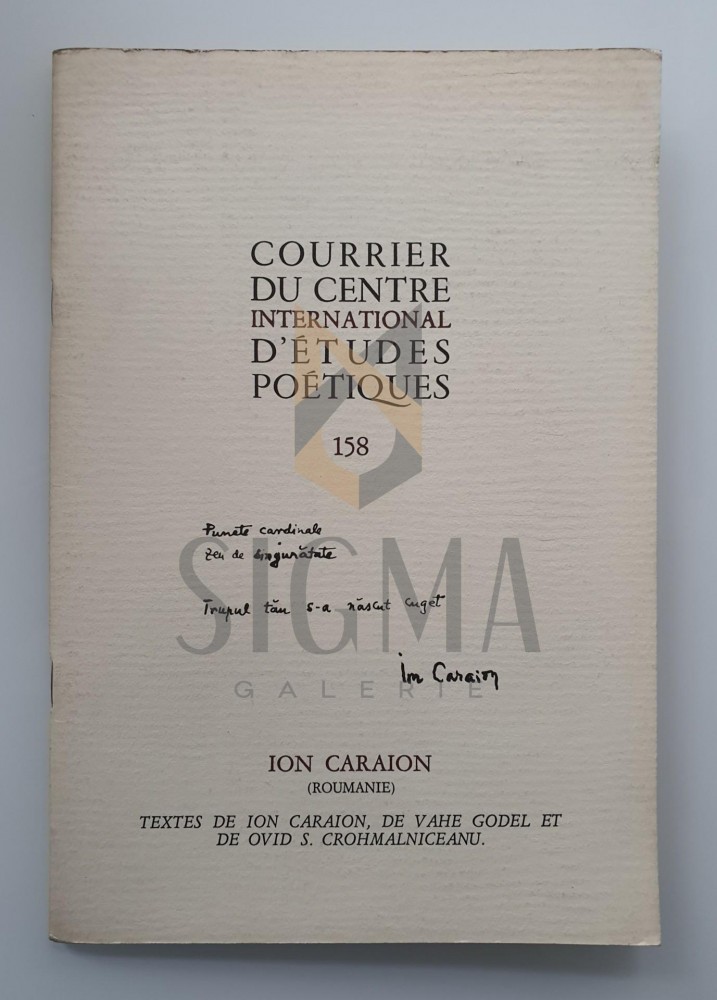 COURRIER
DU CENTRE
INTERNATIONAL
D'ÉTUDES
POÉTIQUES
158
Puncte cardinale
zeu de singurătate
Trupul tău s-a născut cuget
Ion Caraion
SIGMA
GALERIE
ION CARAION
(ROUMANIE)
TEXTES DE ION CARAION, DE VAHE GODEL ET
DE OVID S. CROHMALNICEANU.